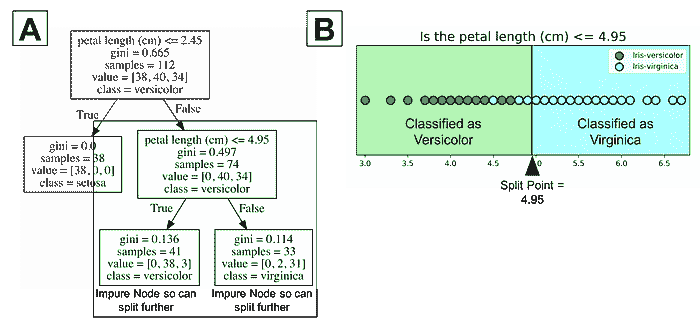 A
petal length (cm) <= 2.45
gini = 0.665
samples = 112
value = [38, 40, 34]
class = versicolor
True
False
gini = 0.0
samples = 38
value = [38, 0, 0]
class = setosa
petal length (cm) <= 4.95
gini = 0.497
samples = 74
value = [0, 40, 34]
class = versicolor
True
False
gini = 0.136
samples = 41
value = [0, 38, 3]
class = versicolor
Impure Node so can
split further
gini = 0.114
samples = 33
value = [0, 2, 31]
class = virginica
Impure Node so can
split further
B
Is the petal length (cm) <= 4.95
Iris-versicolor
Iris-virginica
Classified as
Versicolor
Classified as
Virginica
3.0 3.5 4.0 4.5 5.0 5.5 6.0 6.5
Split Point =
4.95